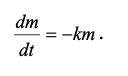 dm/dt = −km.